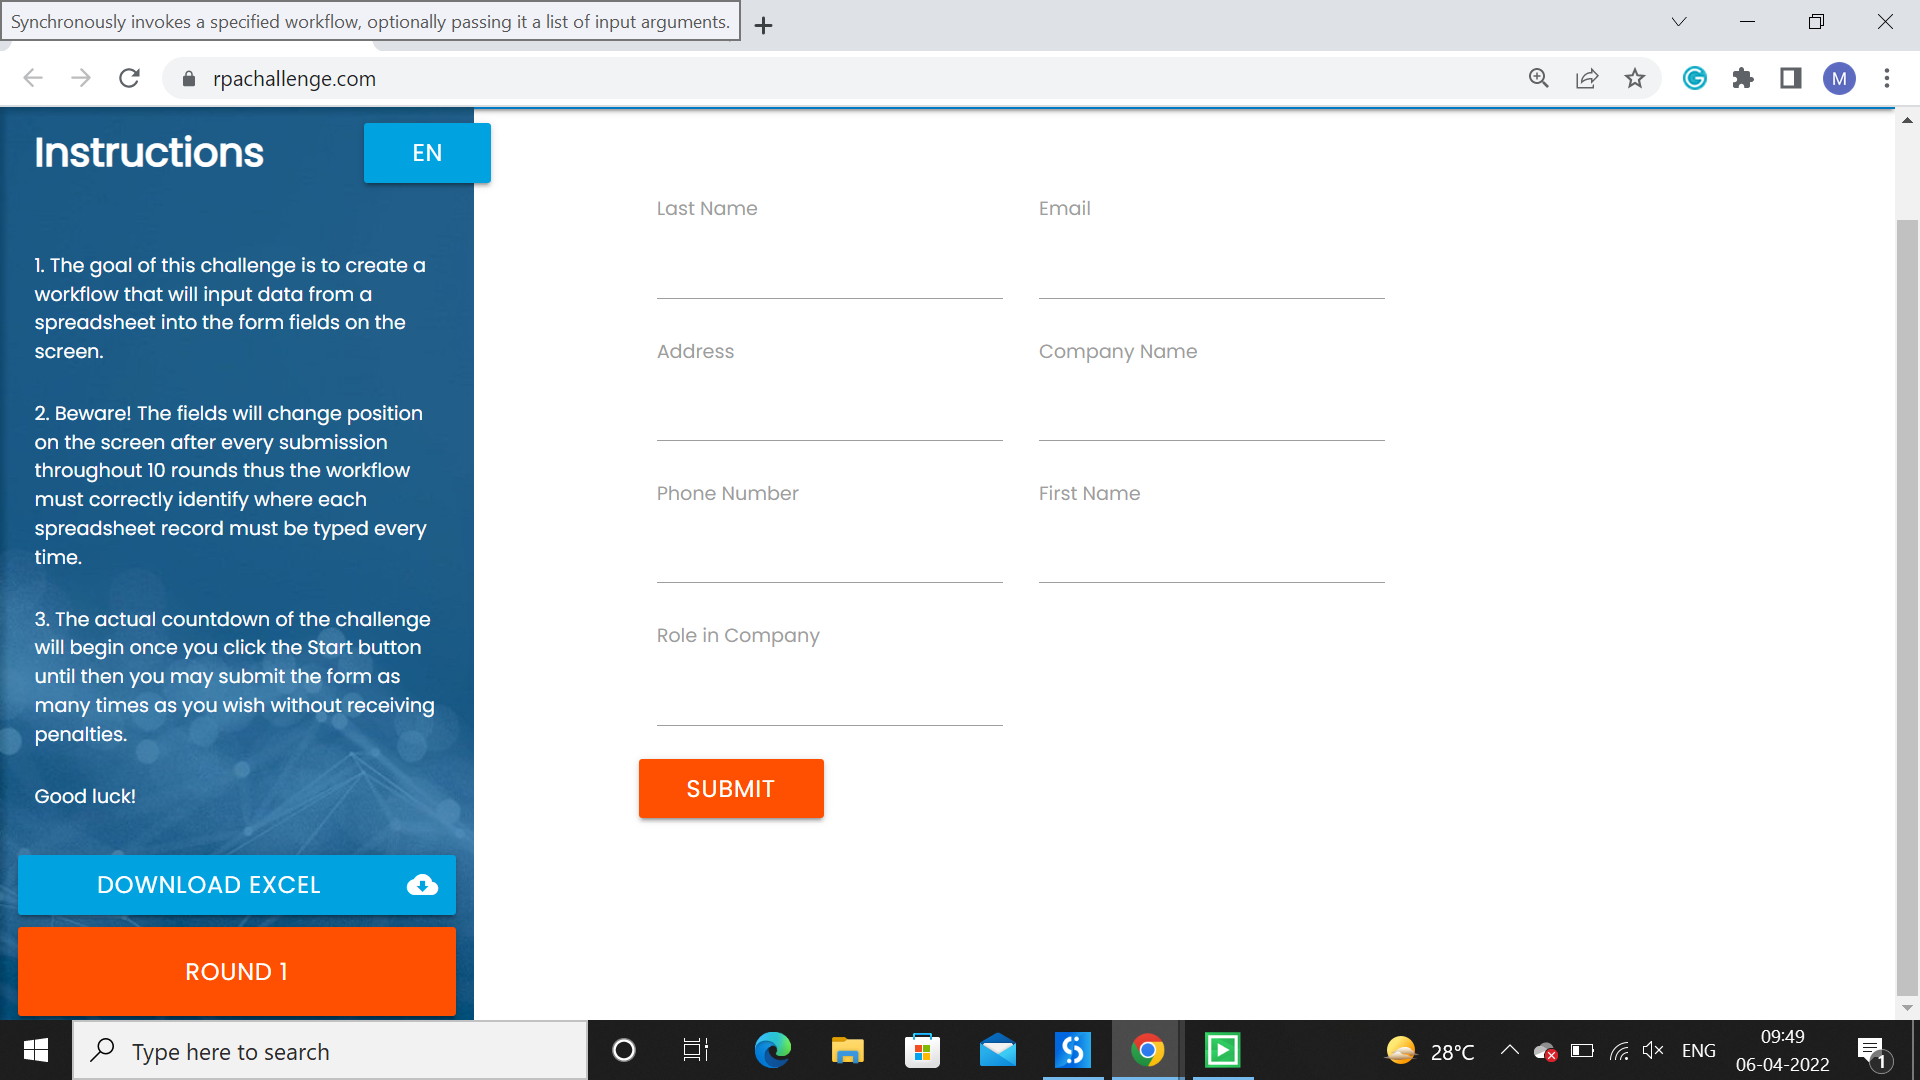 Synchronously invokes a specified workflow, optionally passing it a list of input arguments.
rpachallenge.com
M
Instructions
EN
1. The goal of this challenge is to create a
workflow that will input data from a
spreadsheet into the form fields on the
screen.
2. Beware! The fields will change position
on the screen after every submission
throughout 10 rounds thus the workflow
must correctly identify where each
spreadsheet record must be typed every
time.
3. The actual countdown of the challenge
will begin once you click the Start button
until then you may submit the form as
many times as you wish without receiving
penalties.
Good luck!
DOWNLOAD EXCEL
ROUND 1
Last Name
Email
Address
Company Name
Phone Number
First Name
Role in Company
SUBMIT
Type here to search
28°C
ENG
09:49
06-04-2022
1